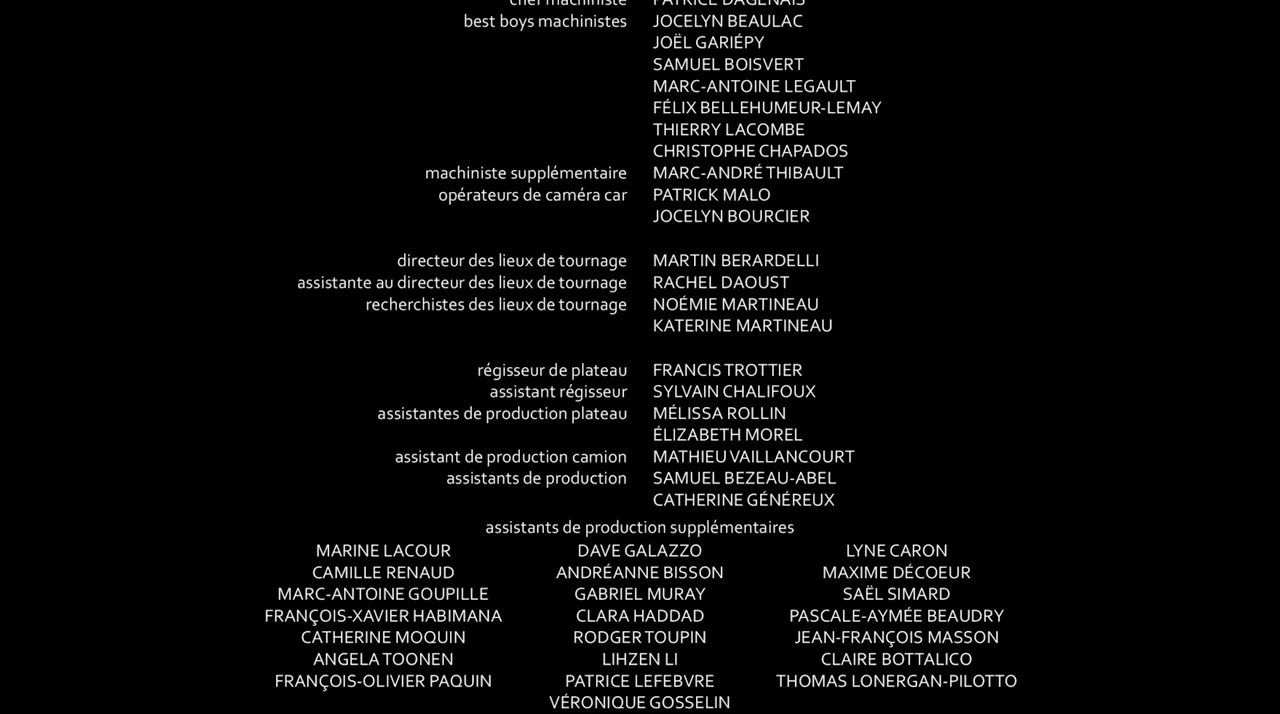 chef machiniste PATRICE DAGENAIS
best boys machinistes JOCELYN BEAULAC
JOËL GARIÉPY
SAMUEL BOISVERT
MARC-ANTOINE LEGAULT
FÉLIX BELLEHUMEUR-LEMAY
THIERRY LACOMBE
CHRISTOPHE CHAPADOS
machiniste supplémentaire MARC-ANDRÉ THIBAULT
opérateurs de caméra car PATRICK MALO
JOCELYN BOURCIER
directeur des lieux de tournage MARTIN BERARDELLI
assistante au directeur des lieux de tournage RACHEL DAOUST
recherchistes des lieux de tournage NOÉMIE MARTINEAU
KATERINE MARTINEAU
régisseur de plateau FRANCIS TROTTIER
assistant régisseur SYLVAIN CHALIFOUX
assistantes de production plateau MÉLISSA ROLLIN
ÉLIZABETH MOREL
assistant de production camion MATHIEU VAILLANCOURT
assistants de production SAMUEL BEZEAU-ABEL
CATHERINE GÉNÉREUX
assistants de production supplémentaires
MARINE LACOUR DAVE GALAZZO LYNE CARON
CAMILLE RENAUD ANDRÉANNE BISSON MAXIME DÉCOEUR
MARC-ANTOINE GOUPILLE GABRIEL MURAY SAËL SIMARD
FRANÇOIS-XAVIER HABIMANA CLARA HADDAD PASCALE-AYMÉE BEAUDRY
CATHERINE MOQUIN RODGER TOUPIN JEAN-FRANÇOIS MASSON
ANGELA TOONEN LIHZEN LI CLAIRE BOTTALICO
FRANÇOIS-OLIVIER PAQUIN PATRICE LEFEBVRE THOMAS LONERGAN-PILOTTO
VÉRONIQUE GOSSELIN